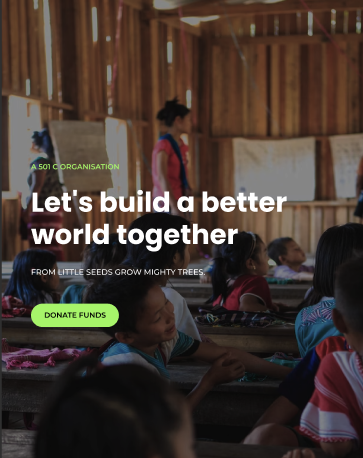 A 501 C ORGANISATION
Let's build a better
world together
FROM LITTLE SEEDS GROW MIGHTY TREES.
DONATE FUNDS